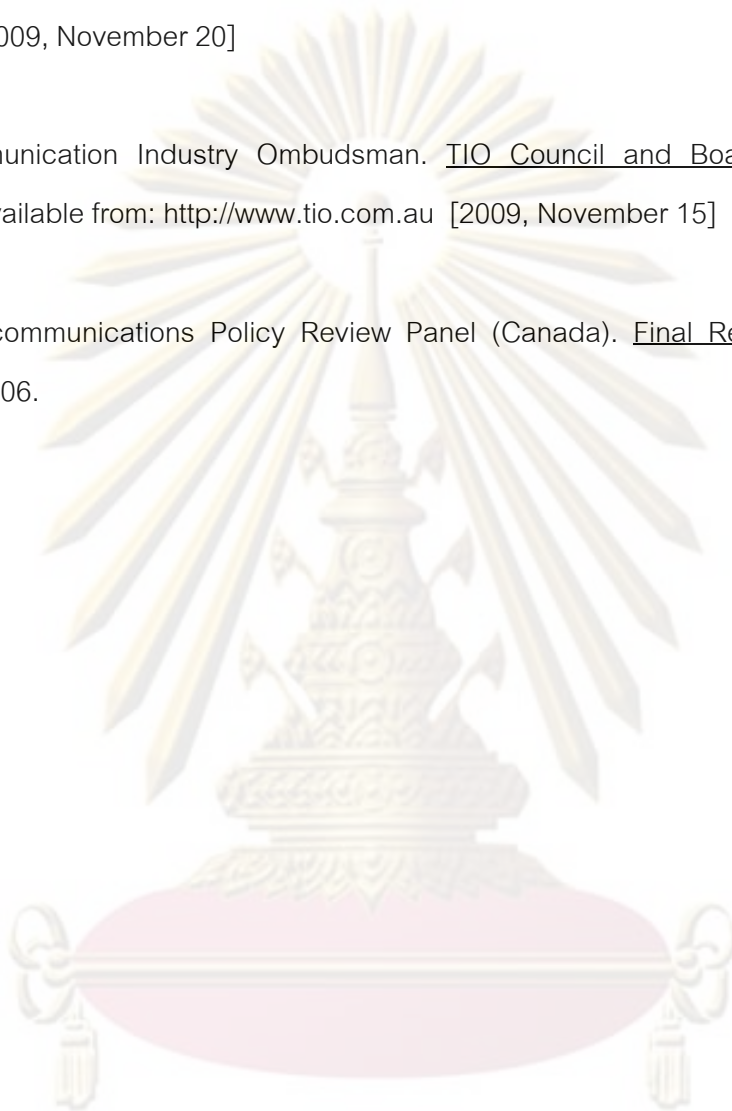 009, November 20]
unication Industry Ombudsman. TIO Council and Boa
vailable from: http://www.tio.com.au [2009, November 15]
communications Policy Review Panel (Canada). Final Re
06.